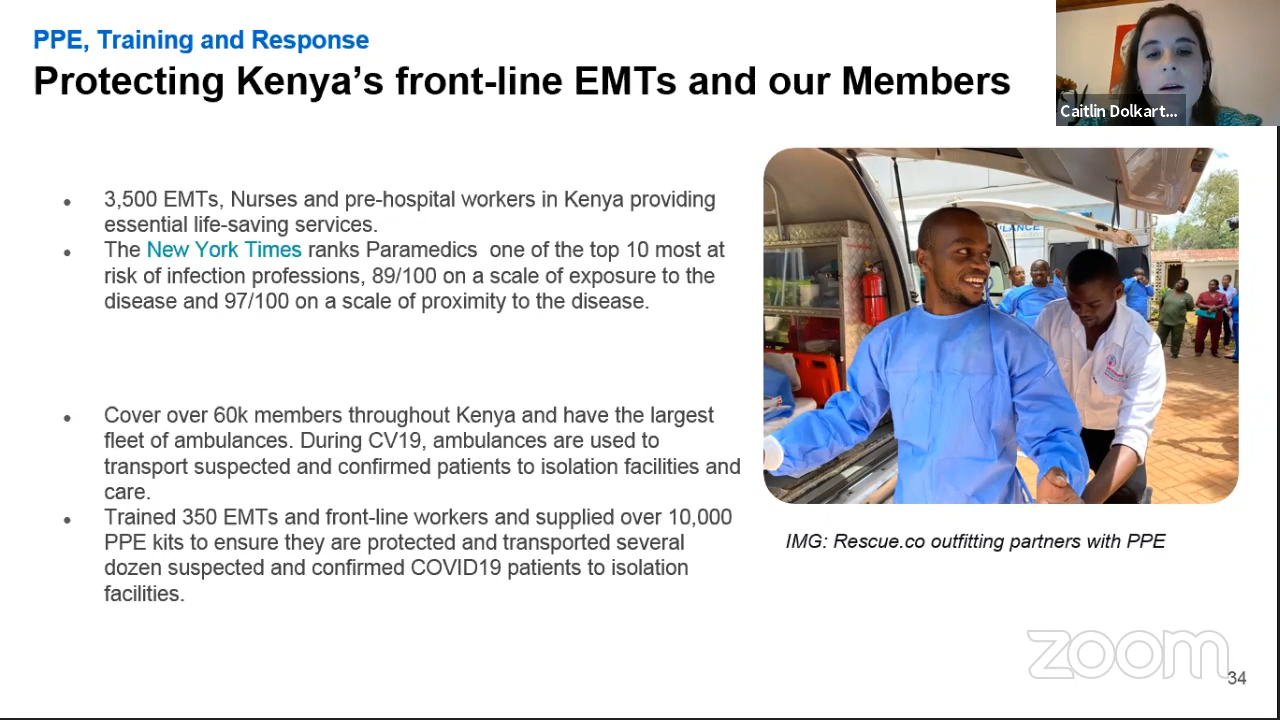 PPE, Training and Response
Protecting Kenya's front-line EMTs and our Members
Caitlin Dolkart...
● 3,500 EMTs, Nurses and pre-hospital workers in Kenya providing
essential life-saving services.
● The New York Times ranks Paramedics  one of the top 10 most at
risk of infection professions, 89/100 on a scale of exposure to the
disease and 97/100 on a scale of proximity to the disease.
● Cover over 60k members throughout Kenya and have the largest
fleet of ambulances. During CV19, ambulances are used to
transport suspected and confirmed patients to isolation facilities and
care.
● Trained 350 EMTs and front-line workers and supplied over 10,000
PPE kits to ensure they are protected and transported several
dozen suspected and confirmed COVID19 patients to isolation
facilities.
IMG: Rescue.co outfitting partners with PPE
zoom
34